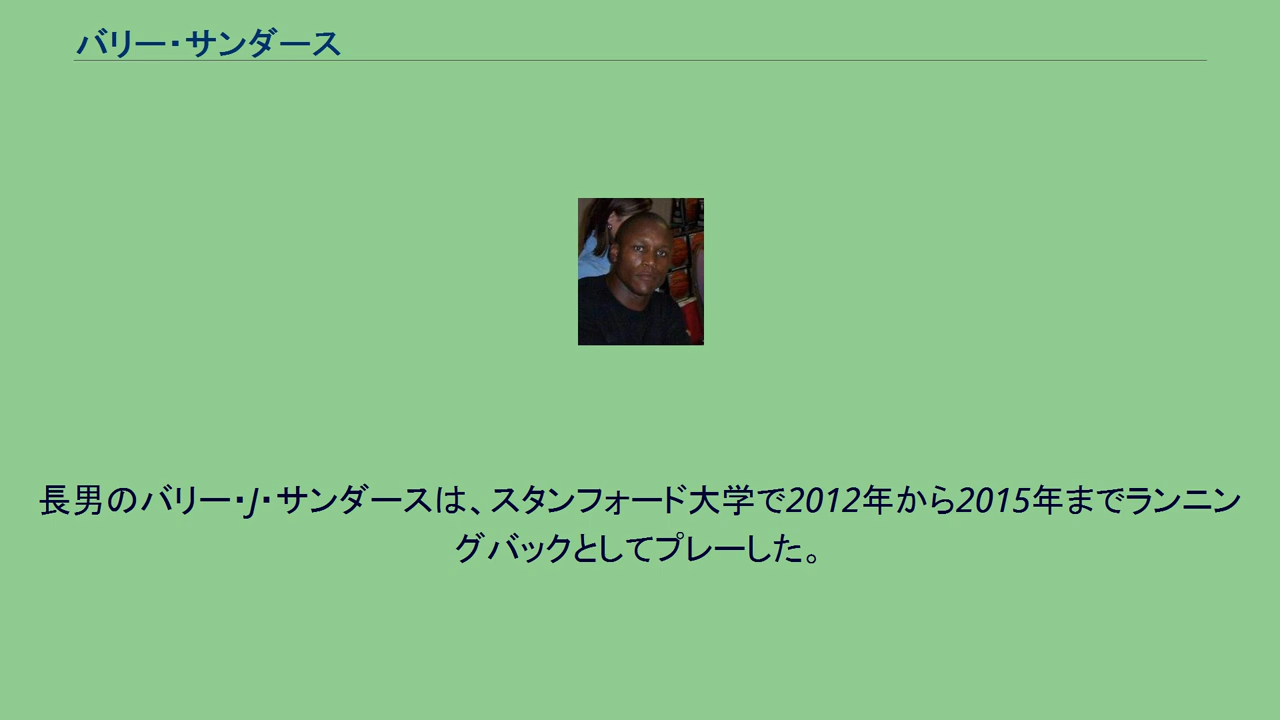 バリー・サンダース
長男のバリー・J・サンダースは、スタンフォード大学で2012年から2015年までランニン
グバックとしてプレーした。